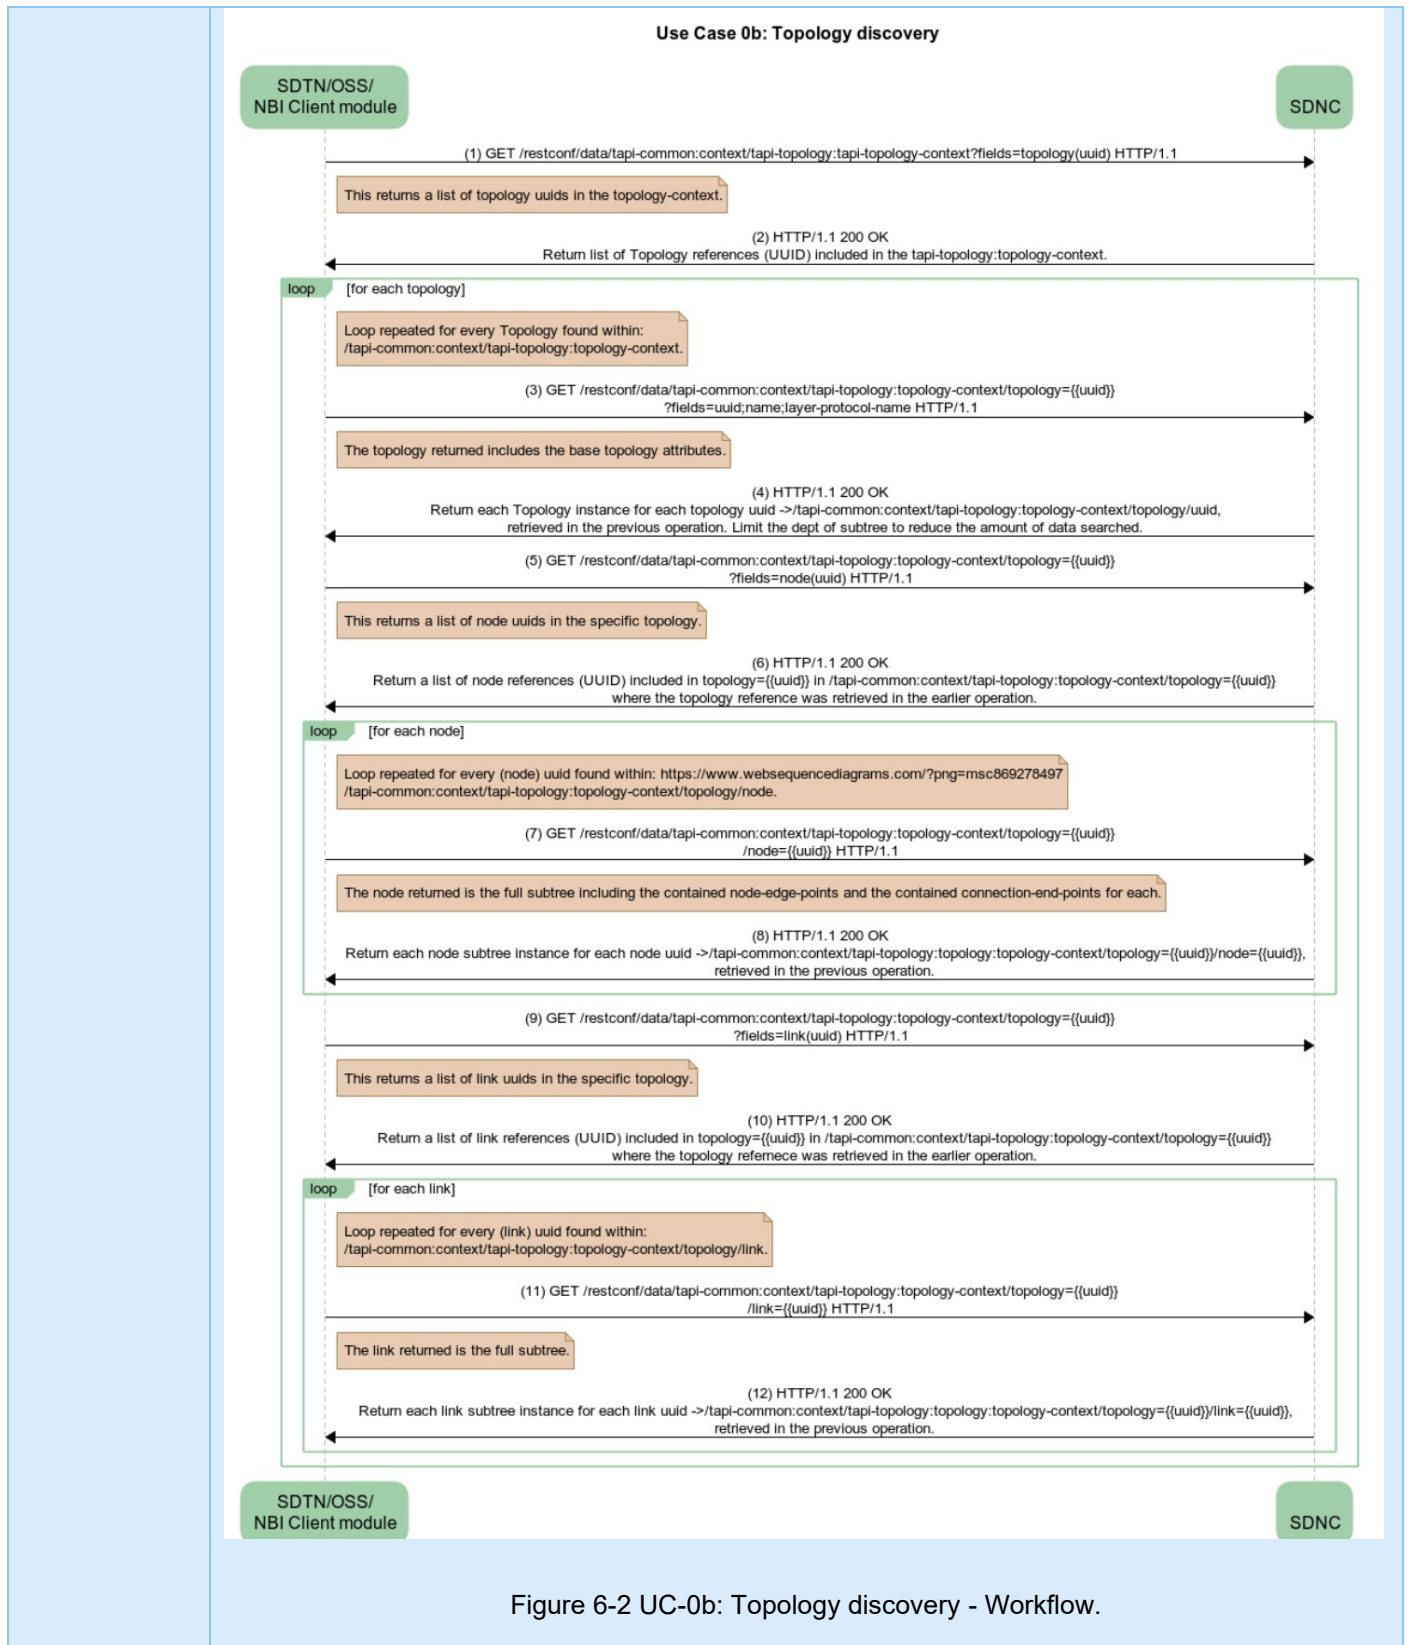 Use Case 0b: Topology discovery
SDTN/OSS/
NBI Client module
SDNC
(1) GET /restconf/data/tapi-common:context/tapi-topology:tapi-topology-context?fields=topology(uuid) HTTP/1.1
This returns a list of topology uuids in the topology-context.
(2) HTTP/1.1 200 OK
Return list of Topology references (UUID) included in the tapi-topology:topology-context.
loop [for each topology]
Loop repeated for every Topology found within:
/tapi-common:context/tapi-topology:topology-context.
(3) GET /restconf/data/tapi-common:context/tapi-topology:topology-context/topology={{uuid}}
?fields=uuid;name;layer-protocol-name HTTP/1.1
The topology returned includes the base topology attributes.
(4) HTTP/1.1 200 OK
Return each Topology instance for each topology uuid ->/tapi-common:context/tapi-topology:topology-context/topology/uuid,
retrieved in the previous operation. Limit the dept of subtree to reduce the amount of data searched.
(5) GET /restconf/data/tapi-common:context/tapi-topology:topology-context/topology={{uuid}}
?fields=node(uuid) HTTP/1.1
This returns a list of node uuids in the specific topology.
(6) HTTP/1.1 200 OK
Return a list of node references (UUID) included in topology={{uuid}} in /tapi-common:context/tapi-topology:topology-context/topology={{uuid}}
where the topology reference was retrieved in the earlier operation.
loop [for each node]
Loop repeated for every (node) uuid found within: https://www.websequencediagrams.com/?png=msc869278497
/tapi-common:context/tapi-topology:topology-context/topology/node.
(7) GET /restconf/data/tapi-common:context/tapi-topology:topology-context/topology={{uuid}}
/node={{uuid}} HTTP/1.1
The node returned is the full subtree including the contained node-edge-points and the contained connection-end-points for each.
(8) HTTP/1.1 200 OK
Return each node subtree instance for each node uuid ->/tapi-common:context/tapi-topology:topology:topology-context/topology={{uuid}}/node={{uuid}},
retrieved in the previous operation.
(9) GET /restconf/data/tapi-common:context/tapi-topology:topology-context/topology={{uuid}}
?fields=link(uuid) HTTP/1.1
This returns a list of link uuids in the specific topology.
(10) HTTP/1.1 200 OK
Return a list of link references (UUID) included in topology={{uuid}} in /tapi-common:context/tapi-topology:topology-context/topology={{uuid}}
where the topology refernece was retrieved in the earlier operation.
loop [for each link]
Loop repeated for every (link) uuid found within:
/tapi-common:context/tapi-topology:topology-context/topology/link.
(11) GET /restconf/data/tapi-common:context/tapi-topology:topology-context/topology={{uuid}}
/link={{uuid}} HTTP/1.1
The link returned is the full subtree.
(12) HTTP/1.1 200 OK
Return each link subtree instance for each link uuid ->/tapi-common:context/tapi-topology:topology:topology-context/topology={{uuid}}/link={{uuid}},
retrieved in the previous operation.
SDTN/OSS/
NBI Client module
SDNC
Figure 6-2 UC-0b: Topology discovery - Workflow.